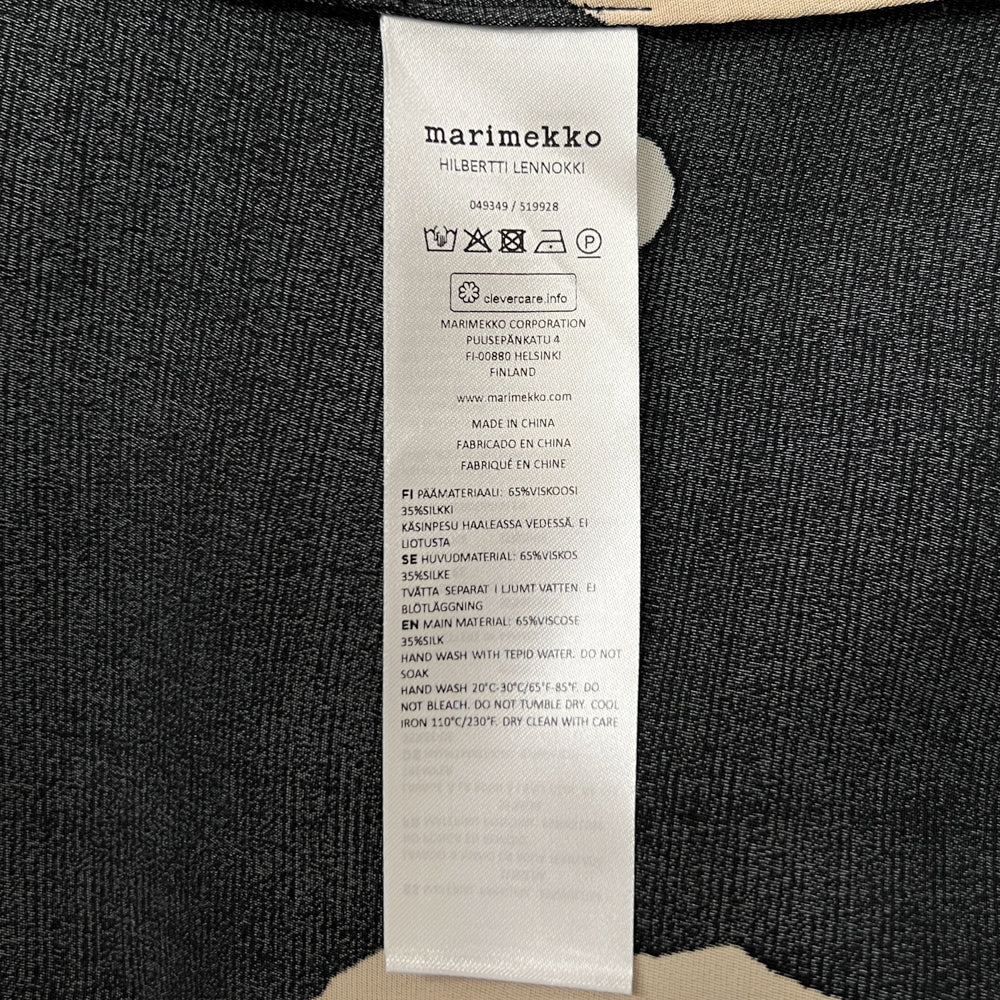 marimekko
HILBERTTI LENNOKKI
049349 / 519928
P
clevercare.info
MARIMEKKO CORPORATION
PUUSEPÄNKATU 4
FI-00880 HELSINKI
FINLAND
www.marimekko.com
MADE IN CHINA
FABRICADO EN CHINA
FABRIQUÉ EN CHINE
FI PÄÄMATERIAALI: 65%VISKOOSI
35%SILKKI
KÄSINPESU HAALEASSA VEDESSÄ. EI
LIOTUSTA
SE HUVUDMATERIAL: 65%VISKOS
35%SILKE
TVÄTTA SEPARAT I LJUMT VATTEN. EJ
BLÖTLÄGGNING
EN MAIN MATERIAL: 65%VISCOSE
35%SILK
HAND WASH WITH TEPID WATER. DO NOT
SOAK
HAND WASH 20°C-30°C/65°F-85°F. DO
NOT BLEACH. DO NOT TUMBLE DRY. COOL
IRON 110°C/230°F. DRY CLEAN WITH CARE